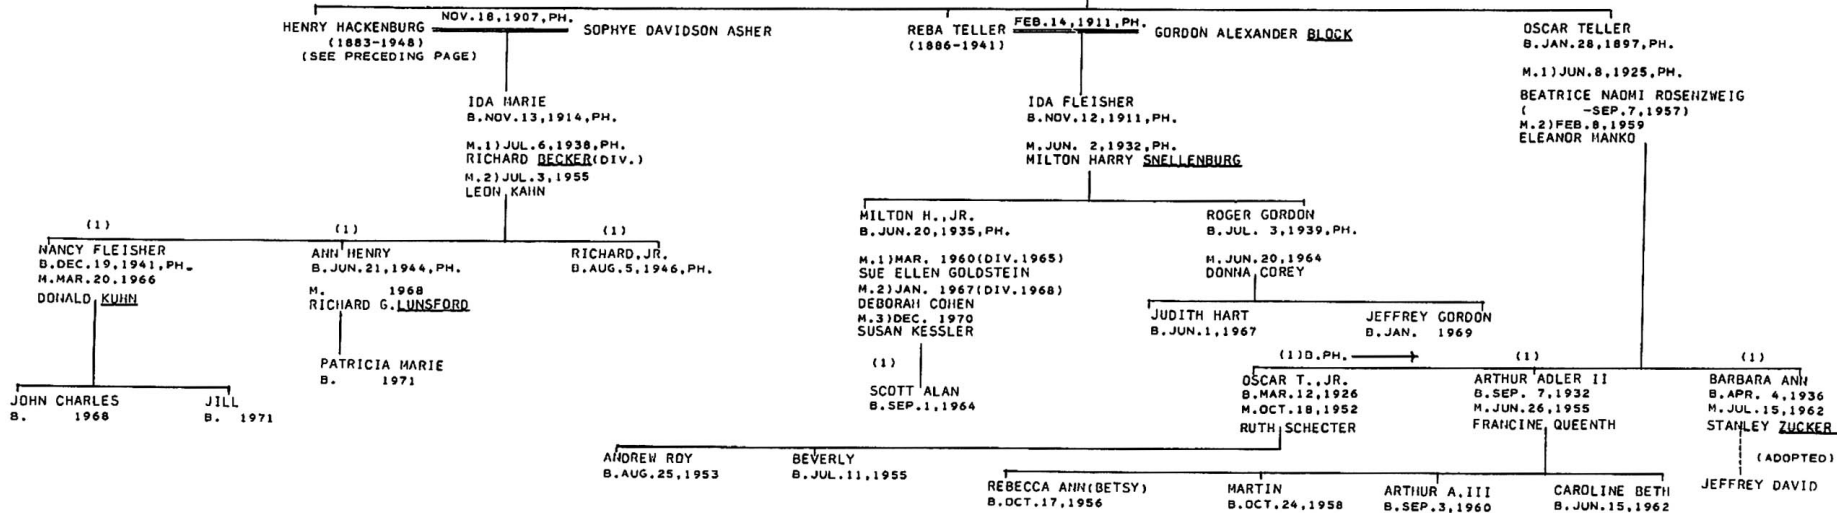 HENRY HACKENBURG
(1883-1948)
(SEE PRECEDING PAGE)
NOV.18,1907,PH.
SOPHYE DAVIDSON ASHER
REBA TELLER
(1886-1941)
FEB.14,1911,PH.
GORDON ALEXANDER BLOCK
OSCAR TELLER
B.JAN.28,1897,PH.
M.1)JUN.8,1925,PH.
BEATRICE NAOMI ROSENZWEIG
( -SEP.7,1957)
M.2)FEB.8,1959
ELEANOR HANKO
IDA MARIE
B.NOV.13,1914,PH.
M.1)JUL.6,1938,PH.
RICHARD BECKER(DIV.)
M.2)JUL.3,1955
LEON KAHN
IDA FLEISHER
B.NOV.12,1911,PH.
M.JUN. 2,1932,PH.
MILTON HARRY SNELLENBURG
(1)
NANCY FLEISHER
B.DEC.19,1941,PH.
M.MAR.20,1966
DONALD KUHN
(1)
ANN HENRY
B.JUN.21,1944,PH.
M. 1968
RICHARD G.LUNSFORD
(1)
RICHARD,JR.
B.AUG.5,1946,PH.
MILTON H.,JR.
B.JUN.20,1935,PH.
M.1)MAR. 1960(DIV.1965)
SUE ELLEN GOLDSTEIN
M.2)JAN. 1967(DIV.1968)
DEBORAH COHEN
M.3)DEC. 1970
SUSAN KESSLER
ROGER GORDON
B.JUL. 3,1939,PH.
M.JUN.20,1964
DONNA COREY
JUDITH HART
B.JUN.1,1967
JEFFREY GORDON
B.JAN. 1969
PATRICIA MARIE
B. 1971
JOHN CHARLES
B. 1968
JILL
B. 1971
(1)
SCOTT ALAN
B.SEP.1,1964
(1)B.PH.
OSCAR T.,JR.
B.MAR.12,1926
M.OCT.18,1952
RUTH SCHECTER
(1)
ARTHUR ADLER II
B.SEP. 7,1932
M.JUN.26,1955
FRANCINE QUEENTH
(1)
BARBARA ANN
B.APR. 4,1936
M.JUL.15,1962
STANLEY ZUCKER
(ADOPTED)
JEFFREY DAVID
ANDREW ROY
B.AUG.25,1953
BEVERLY
B.JUL.11,1955
REBECCA ANN(BETSY)
B.OCT.17,1956
MARTIN
B.OCT.24,1958
ARTHUR A.III
B.SEP.3,1960
CAROLINE BETH
B.JUN.15,1962